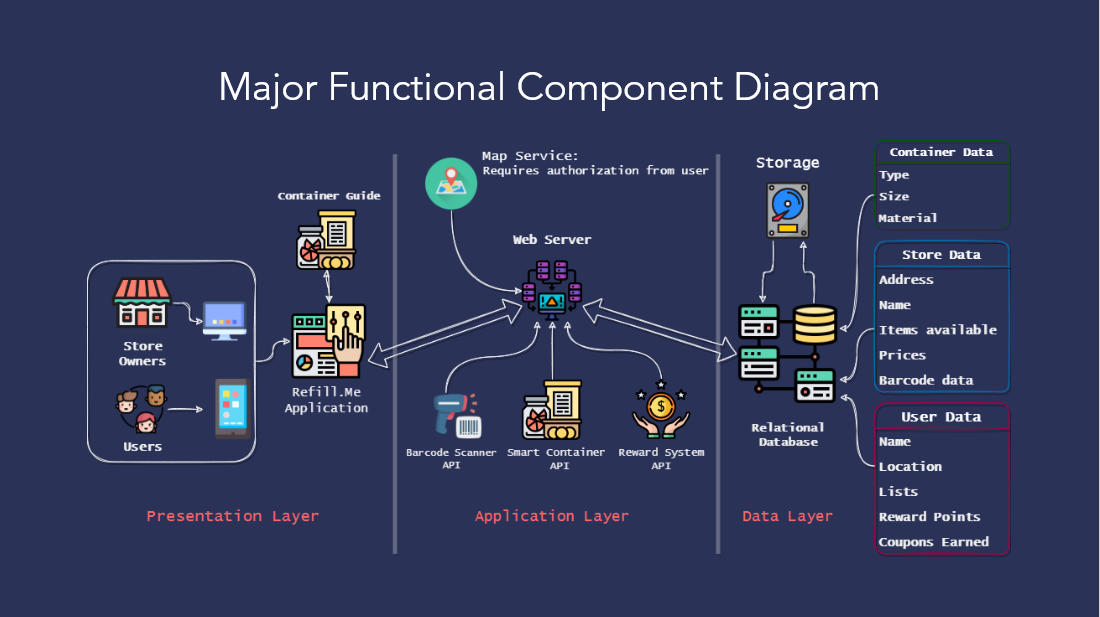 Major Functional Component Diagram
Container Guide
Store
Owners
Users
Refill.Me
Application
Presentation Layer
Map Service:
Requires authorization from user
Web Server
Barcode Scanner
API
Smart Container
API
Reward System
API
Application Layer
Storage
Relational
Database
Data Layer
Container Data
Type
Size
Material
Store Data
Address
Name
Items available
Prices
Barcode data
User Data
Name
Location
Lists
Reward Points
Coupons Earned